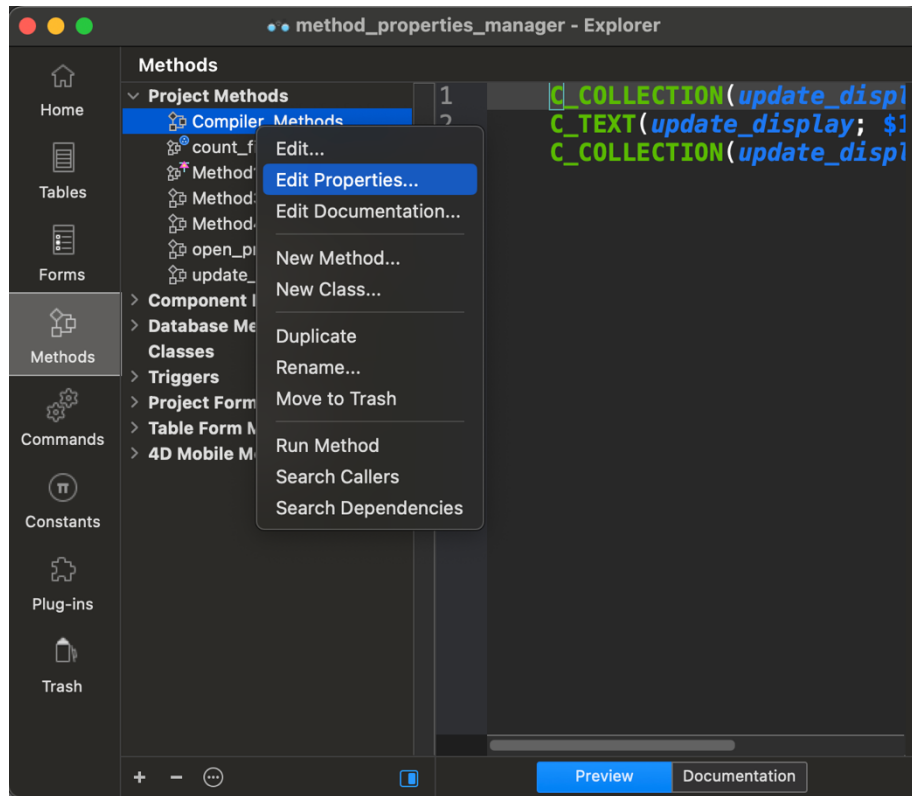 method_properties_manager - Explorer
Home
Tables
Forms
Methods
Commands
Constants
Plug-ins
Trash
Methods
Project Methods
Compiler_Methods
count_f
Method
Method
Method
open_p
update_
Component
Database Me
Classes
Triggers
Project Form
Table Form
4D Mobile M
Edit...
Edit Properties...
Edit Documentation...
New Method...
New Class...
Duplicate
Rename...
Move to Trash
Run Method
Search Callers
Search Dependencies
1 C_COLLECTION(update_displ
2 C_TEXT(update_display; $1
C_COLLECTION(update_displ
Preview
Documentation